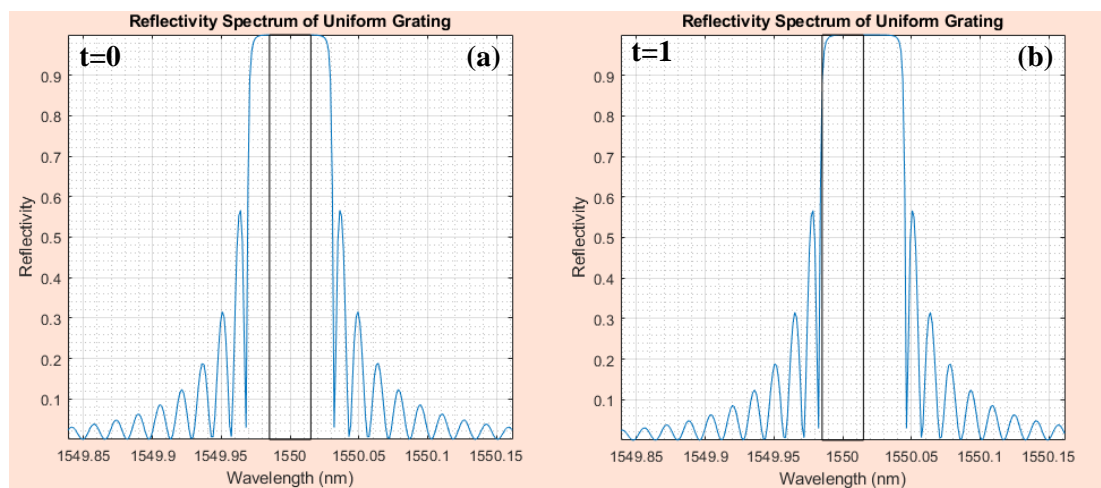 Reflectivity Spectrum of Uniform Grating
t=0
(a)
0.9
0.8
0.7
0.6
0.5
0.4
0.3
0.2
0.1
Reflectivity
1549.85 1549.9 1549.95 1550 1550.05 1550.1 1550.15
Wavelength (nm)
Reflectivity Spectrum of Uniform Grating
t=1
(b)
0.9
0.8
0.7
0.6
0.5
0.4
0.3
0.2
0.1
Reflectivity
1549.85 1549.9 1549.95 1550 1550.05 1550.1 1550.15
Wavelength (nm)